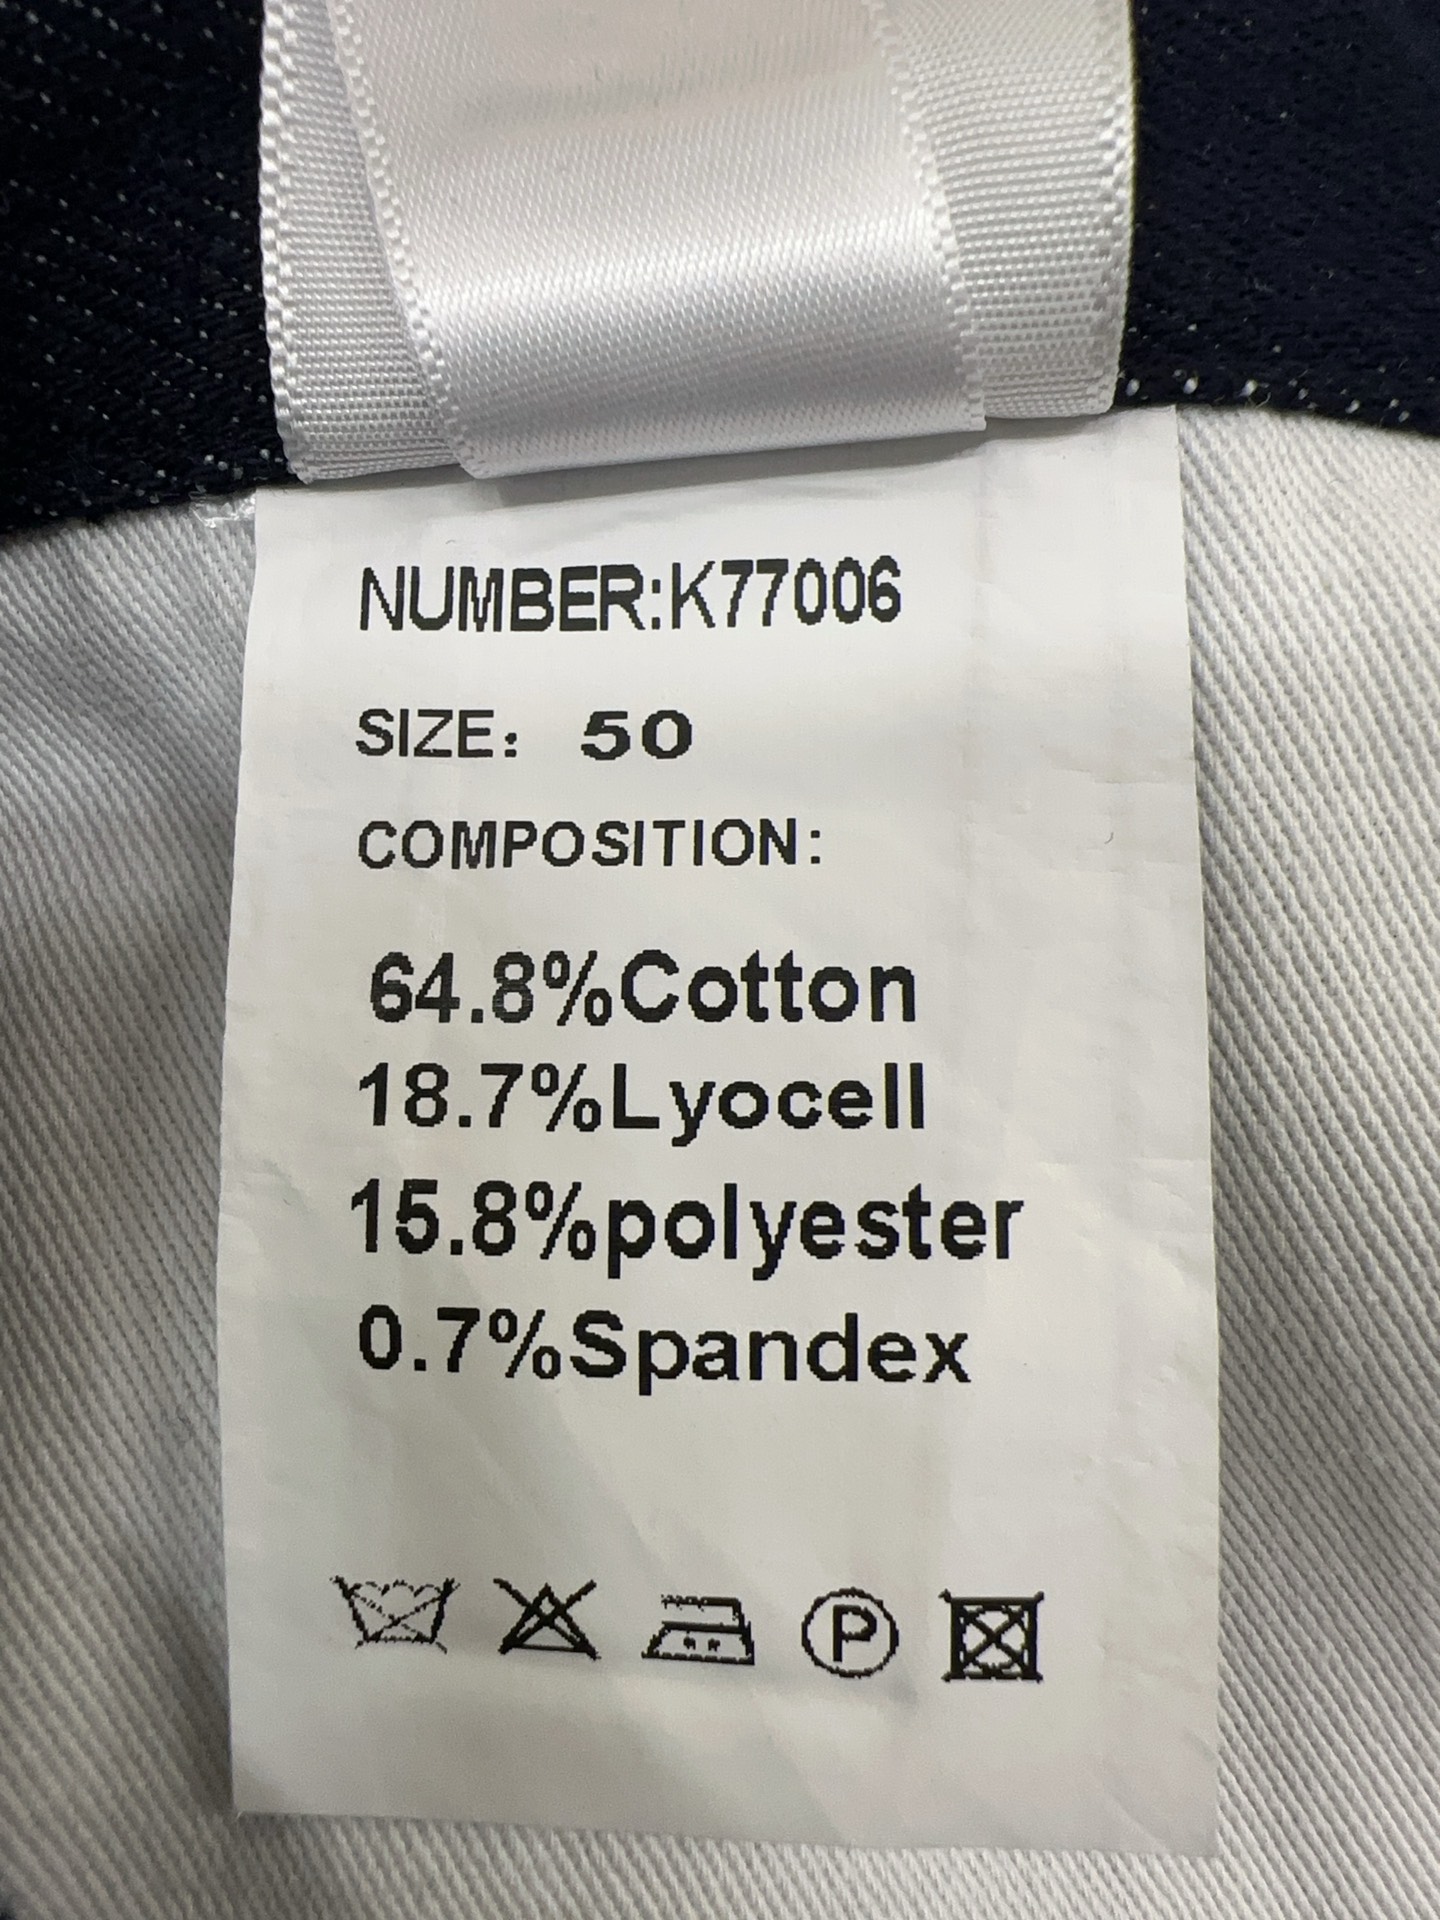 NUMBER:K77006
SIZE: 50
COMPOSITION:
64.8%Cotton
18.7%Lyocell
15.8%polyester
0.7%Spandex
P